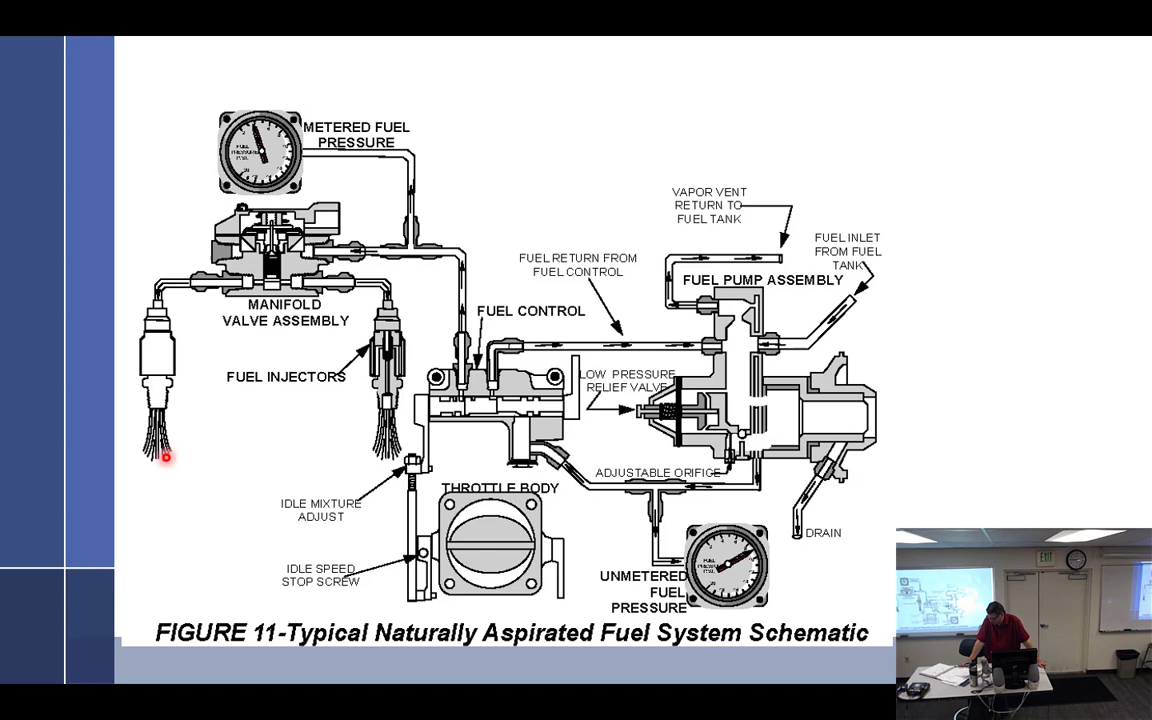 METERED FUEL
PRESSURE
VAPOR VENT
RETURN TO
FUEL TANK
FUEL INLET
FROM FUEL
TANK
FUEL RETURN FROM
FUEL CONTROL
FUEL PUMP ASSEMBLY
MANIFOLD
VALVE ASSEMBLY
FUEL CONTROL
FUEL INJECTORS
LOW PRESSURE
RELIEF VALVE
ADJUSTABLE ORIFICE
THROTTLE BODY
IDLE MIXTURE
ADJUST
IDLE SPEED
STOP SCREW
DRAIN
UNMETERED
FUEL
PRESSURE
FIGURE 11-Typical Naturally Aspirated Fuel System Schematic
EXIT